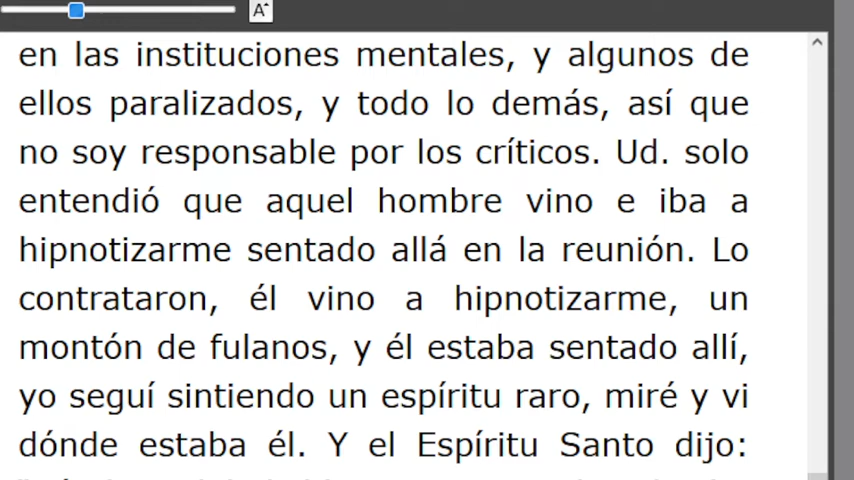 A
en las instituciones mentales, y algunos de
ellos paralizados, y todo lo demás, así que
no soy responsable por los críticos. Ud. solo
entendió que aquel hombre vino e iba a
hipnotizarme sentado allá en la reunión. Lo
contrataron, él vino a hipnotizarme, un
montón de fulanos, y él estaba sentado allí,
yo seguí sintiendo un espíritu raro, miré y vi
dónde estaba él. Y el Espíritu Santo dijo: